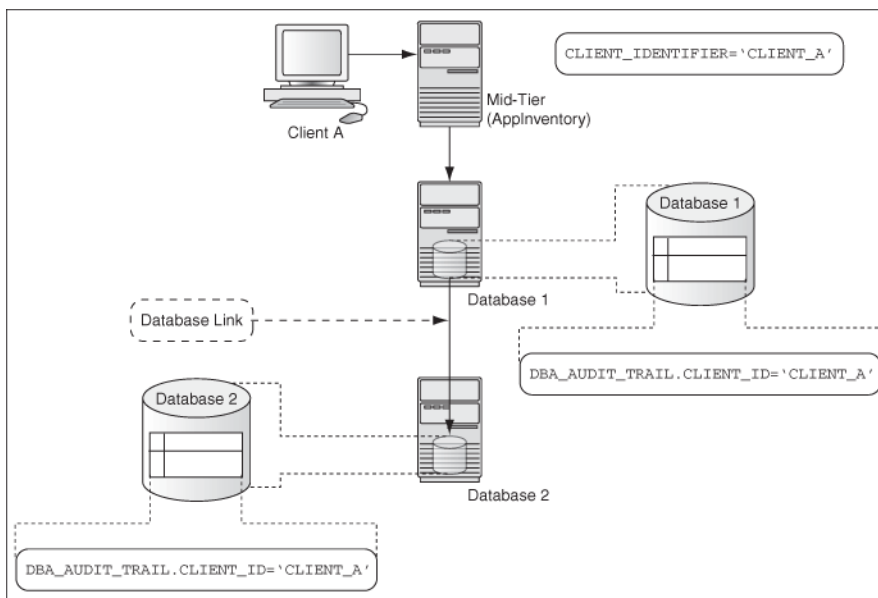 CLIENT_IDENTIFIER=‘CLIENT_A’
Client A
Mid-Tier
(AppInventory)
Database 1
Database 1
Database Link
DBA_AUDIT_TRAIL.CLIENT_ID=‘CLIENT_A’
Database 2
Database 2
DBA_AUDIT_TRAIL.CLIENT_ID=‘CLIENT_A’